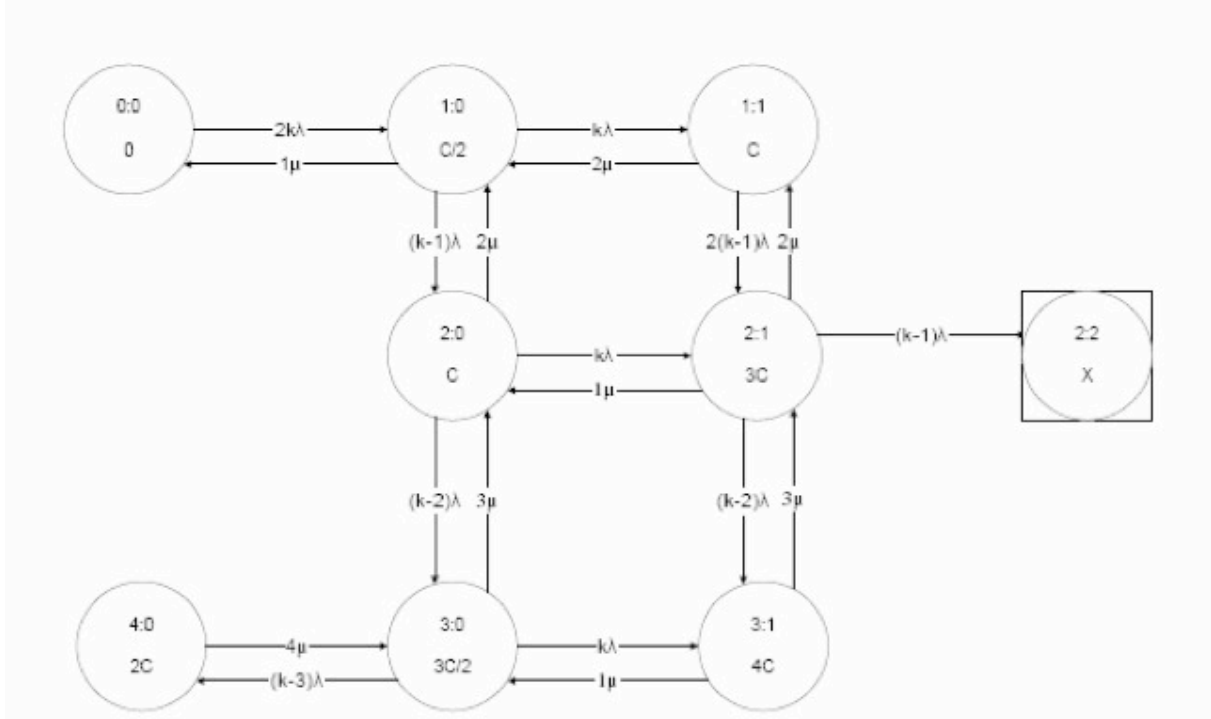 0:0
0
2kλ
1μ
1:0
C/2
kλ
2μ
1:1
C
(k-1)λ
2μ
2(k-1)λ
2μ
2:0
C
kλ
1μ
2:1
3C
(k-1)λ
2:2
X
(k-2)λ
3μ
(k-2)λ
3μ
4:0
2C
4μ
(k-3)λ
3:0
3C/2
kλ
1μ
3:1
4C